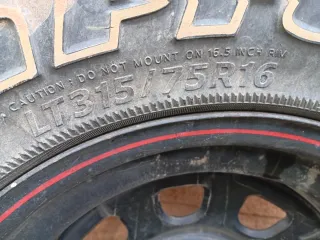 CAUTION: DO NOT MOUNT ON 16.5 INCH RIM
LT315/75R16